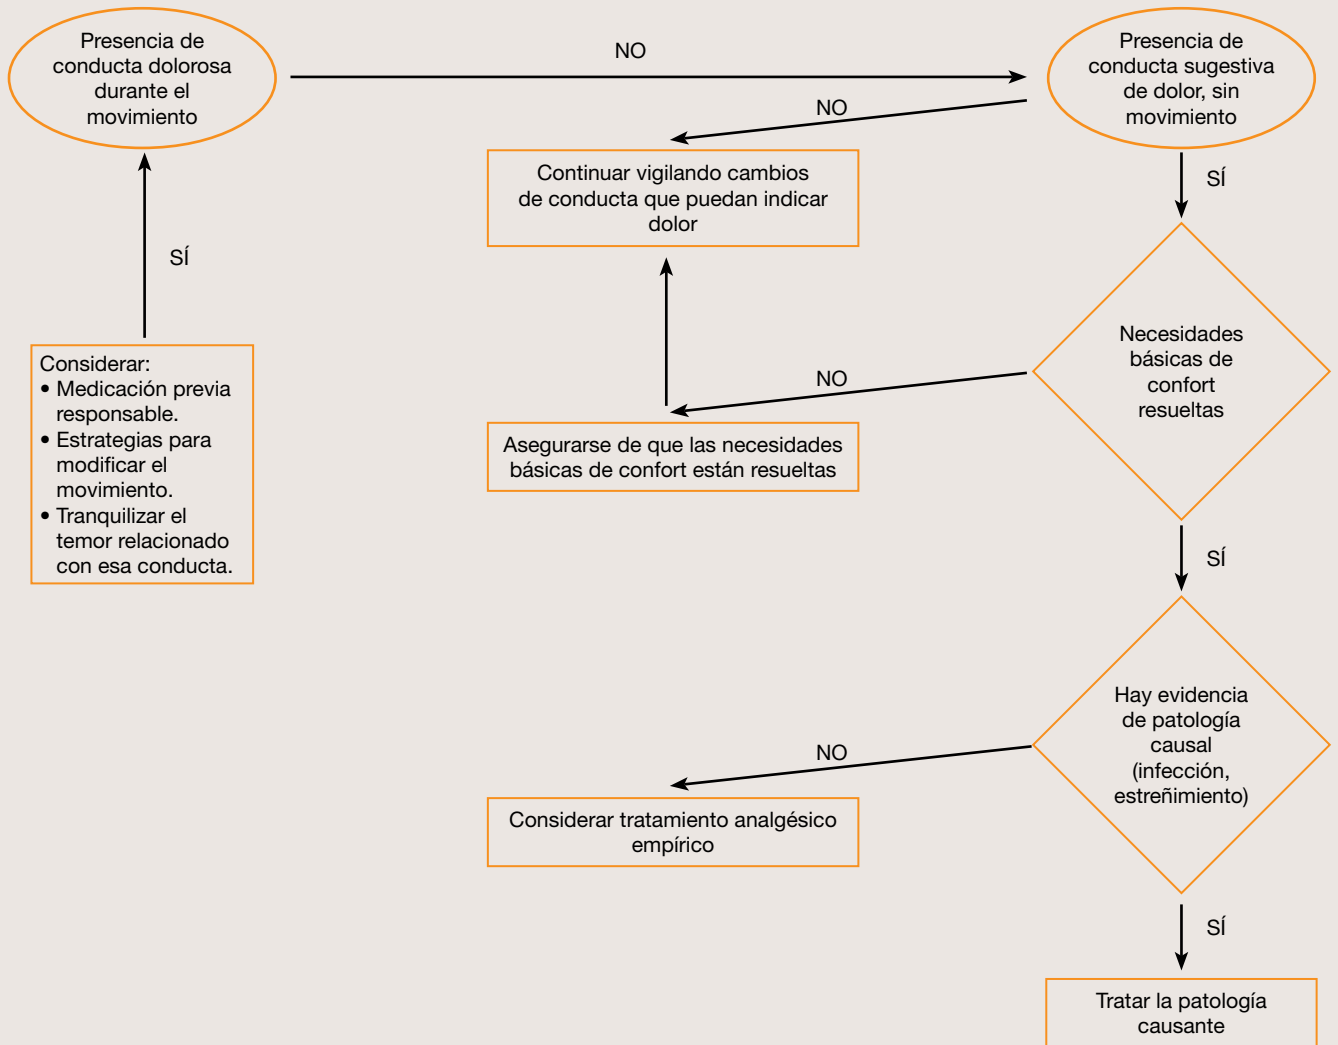 Presencia de
conducta dolorosa
durante el
movimiento
NO
Presencia de
conducta sugestiva
de dolor, sin
movimiento
NO
Continuar vigilando cambios
de conducta que puedan indicar
dolor
SÍ
SÍ
Considerar:
• Medicación previa
responsable.
• Estrategias para
modificar el
movimiento.
• Tranquilizar el
temor relacionado
con esa conducta.
Necesidades
básicas de
confort
resueltas
NO
Asegurarse de que las necesidades
básicas de confort están resueltas
SÍ
Hay evidencia
de patología
causal
(infección,
estreñimiento)
NO
Considerar tratamiento analgésico
empírico
SÍ
Tratar la patología
causante